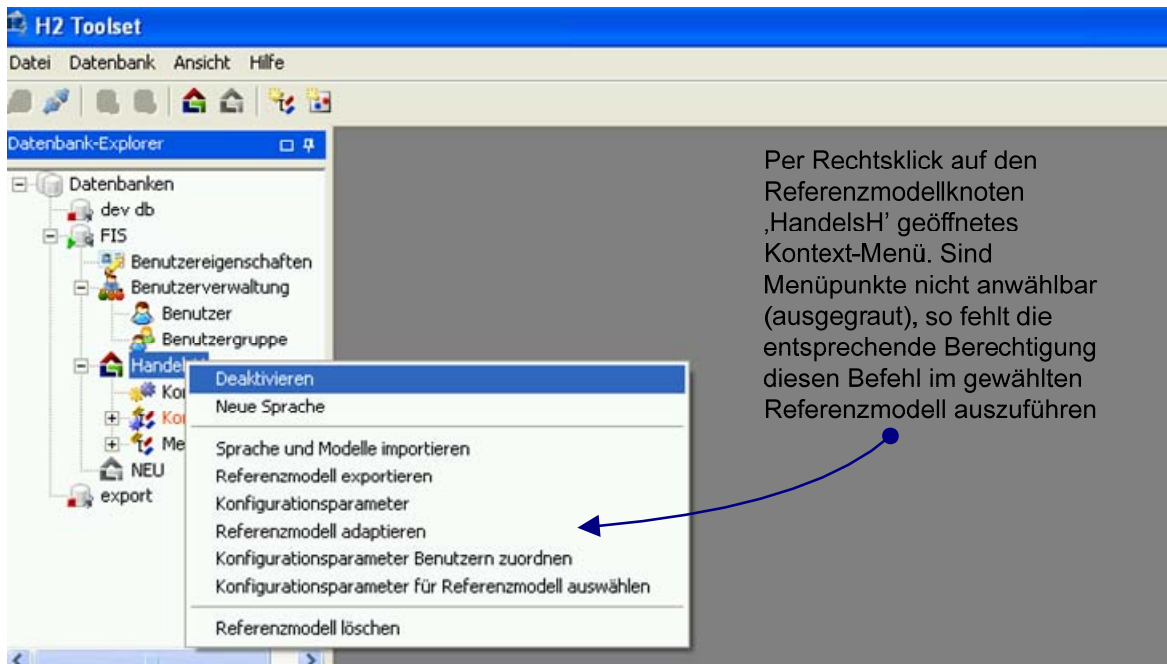 H2 Toolset
Datei Datenbank Ansicht Hilfe
Datenbank-Explorer
Datenbanken
dev db
FIS
Benutzereigenschaften
Benutzerverwaltung
Benutzer
Benutzergruppe
NEU
export
Deaktivieren
Neue Sprache
Sprache und Modelle importieren
Referenzmodell exportieren
Konfigurationsparameter
Referenzmodell adaptieren
Konfigurationsparameter Benutzern zuordnen
Konfigurationsparameter für Referenzmodell auswählen
Referenzmodell löschen
Per Rechtsklick auf den
Referenzmodellknoten
‚HandelsH’ geöffnetes
Kontext-Menü. Sind
Menüpunkte nicht anwählbar
(ausgegraut), so fehlt die
entsprechende Berechtigung
diesen Befehl im gewählten
Referenzmodell auszuführen